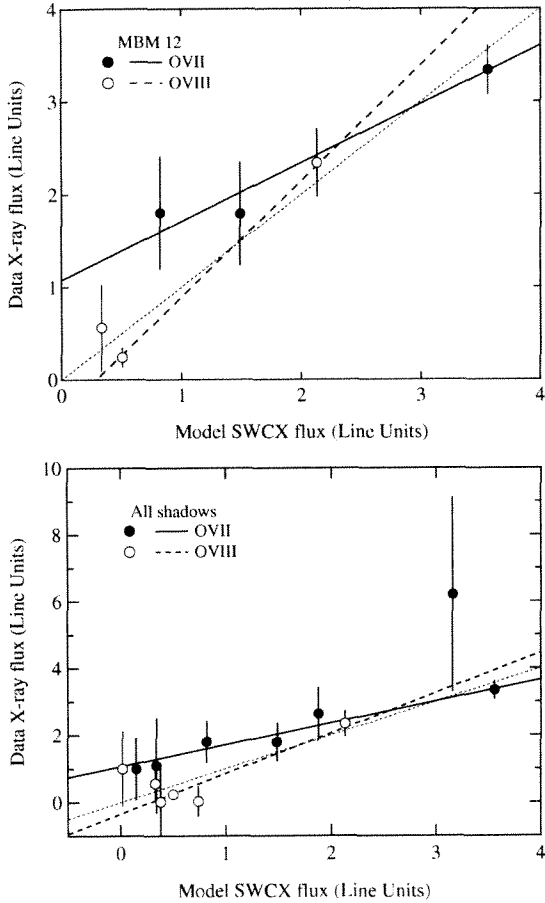 4
MBM 12
OVII
OVIII
3
2
1
0
Data X-ray flux (Line Units)
0 1 2 3 4
Model SWCX flux (Line Units)
10
All shadows
OVII
OVIII
8
6
4
2
0
Data X-ray flux (Line Units)
0 1 2 3 4
Model SWCX flux (Line Units)